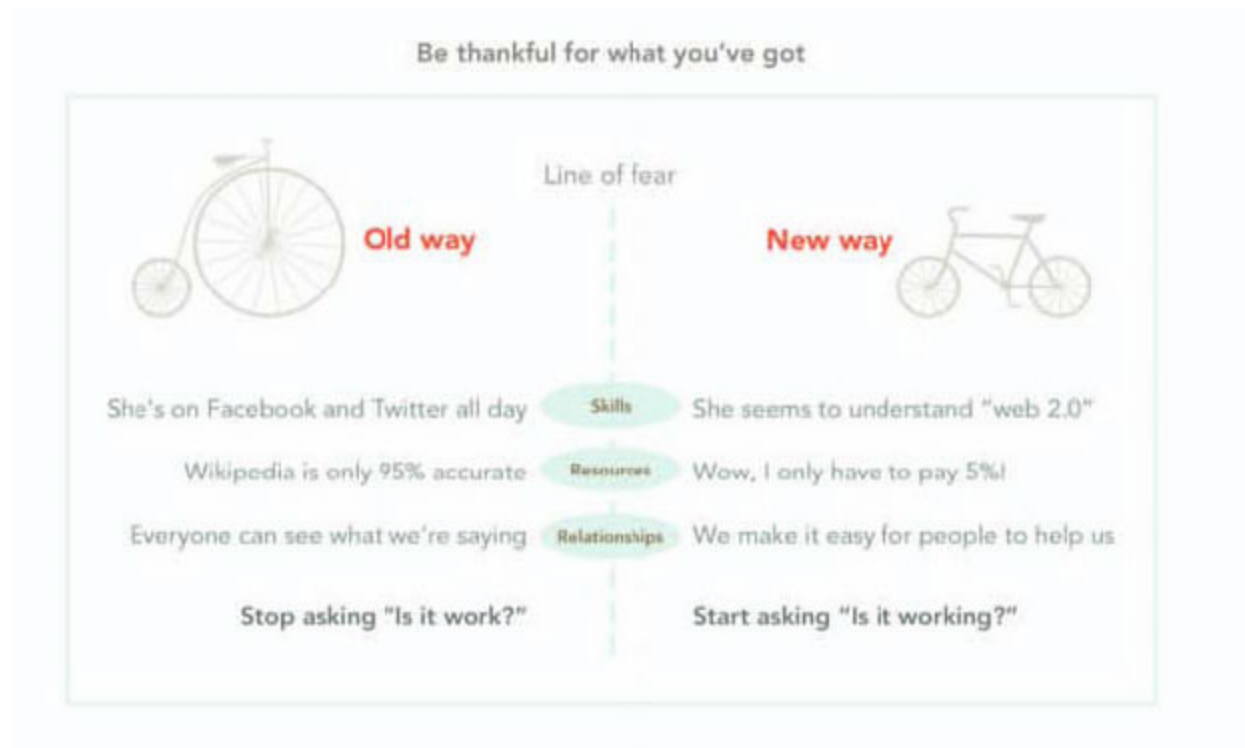 Be thankful for what you've got
Line of fear
Old way
New way
She's on Facebook and Twitter all day
Skills
She seems to understand "web 2.0"
Wikipedia is only 95% accurate
Resources
Wow, I only have to pay 5%!
Everyone can see what we're saying
Relationships
We make it easy for people to help us
Stop asking "Is it work?"
Start asking "Is it working?"